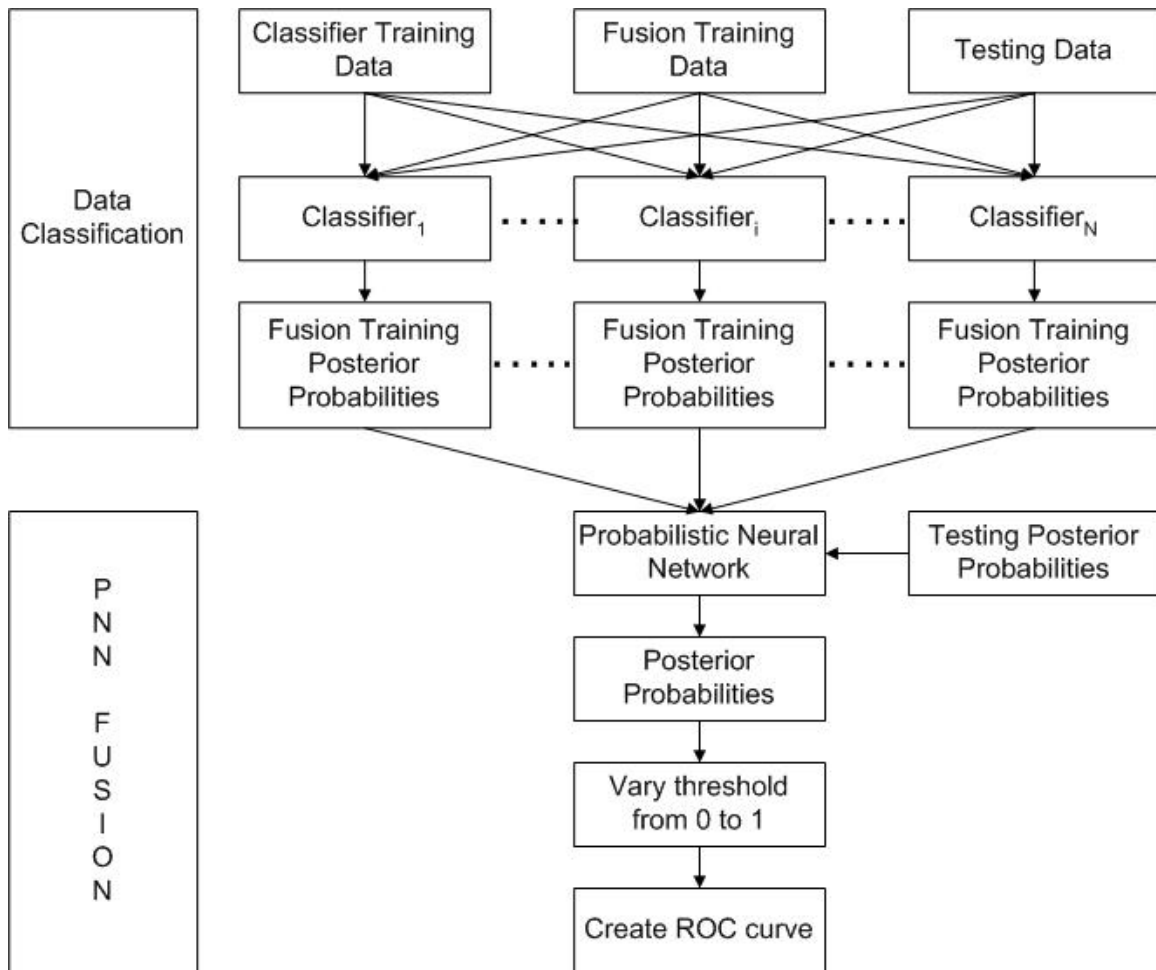 Classifier Training
Data
Fusion Training
Data
Testing Data
Data
Classification
Classifier1
Classifieri
ClassifierN
Fusion Training
Posterior
Probabilities
Fusion Training
Posterior
Probabilities
Fusion Training
Posterior
Probabilities
P
N
N
F
U
S
I
O
N
Probabilistic Neural
Network
Testing Posterior
Probabilities
Posterior
Probabilities
Vary threshold
from 0 to 1
Create ROC curve